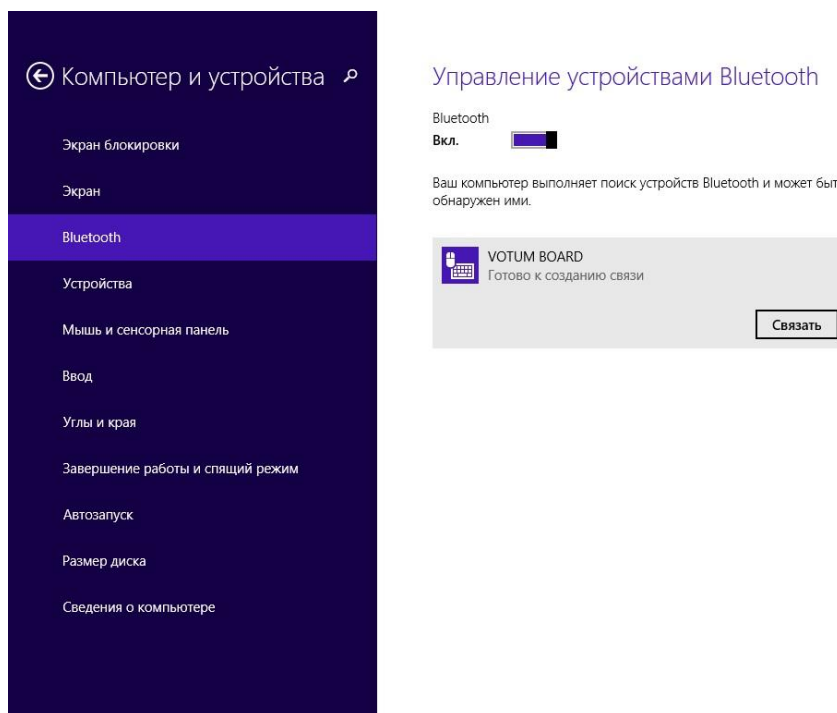 Компьютер и устройства
Экран блокировки
Экран
Bluetooth
Устройства
Мышь и сенсорная панель
Ввод
Углы и края
Завершение работы и спящий режим
Автозапуск
Размер диска
Сведения о компьютере
Управление устройствами Bluetooth
Bluetooth
Вкл.
Ваш компьютер выполняет поиск устройств Bluetooth и может быт
обнаружен ими.
VOTUM BOARD
Готово к созданию связи
Связать